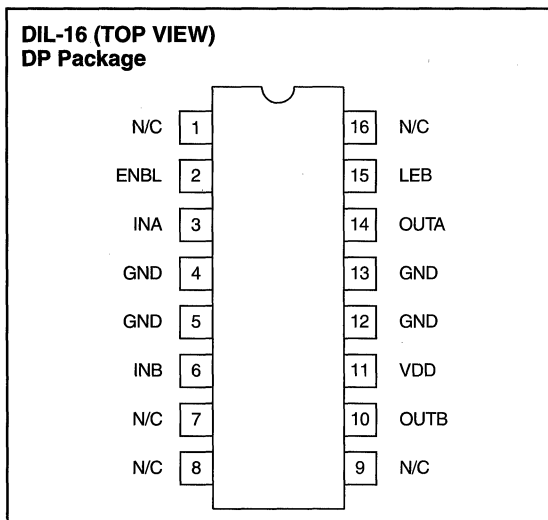 DIL-16 (TOP VIEW)
DP Package
N/C 1 16 N/C
ENBL 2 15 LEB
INA 3 14 OUTA
GND 4 13 GND
GND 5 12 GND
INB 6 11 VDD
N/C 7 10 OUTB
N/C 8 9 N/C